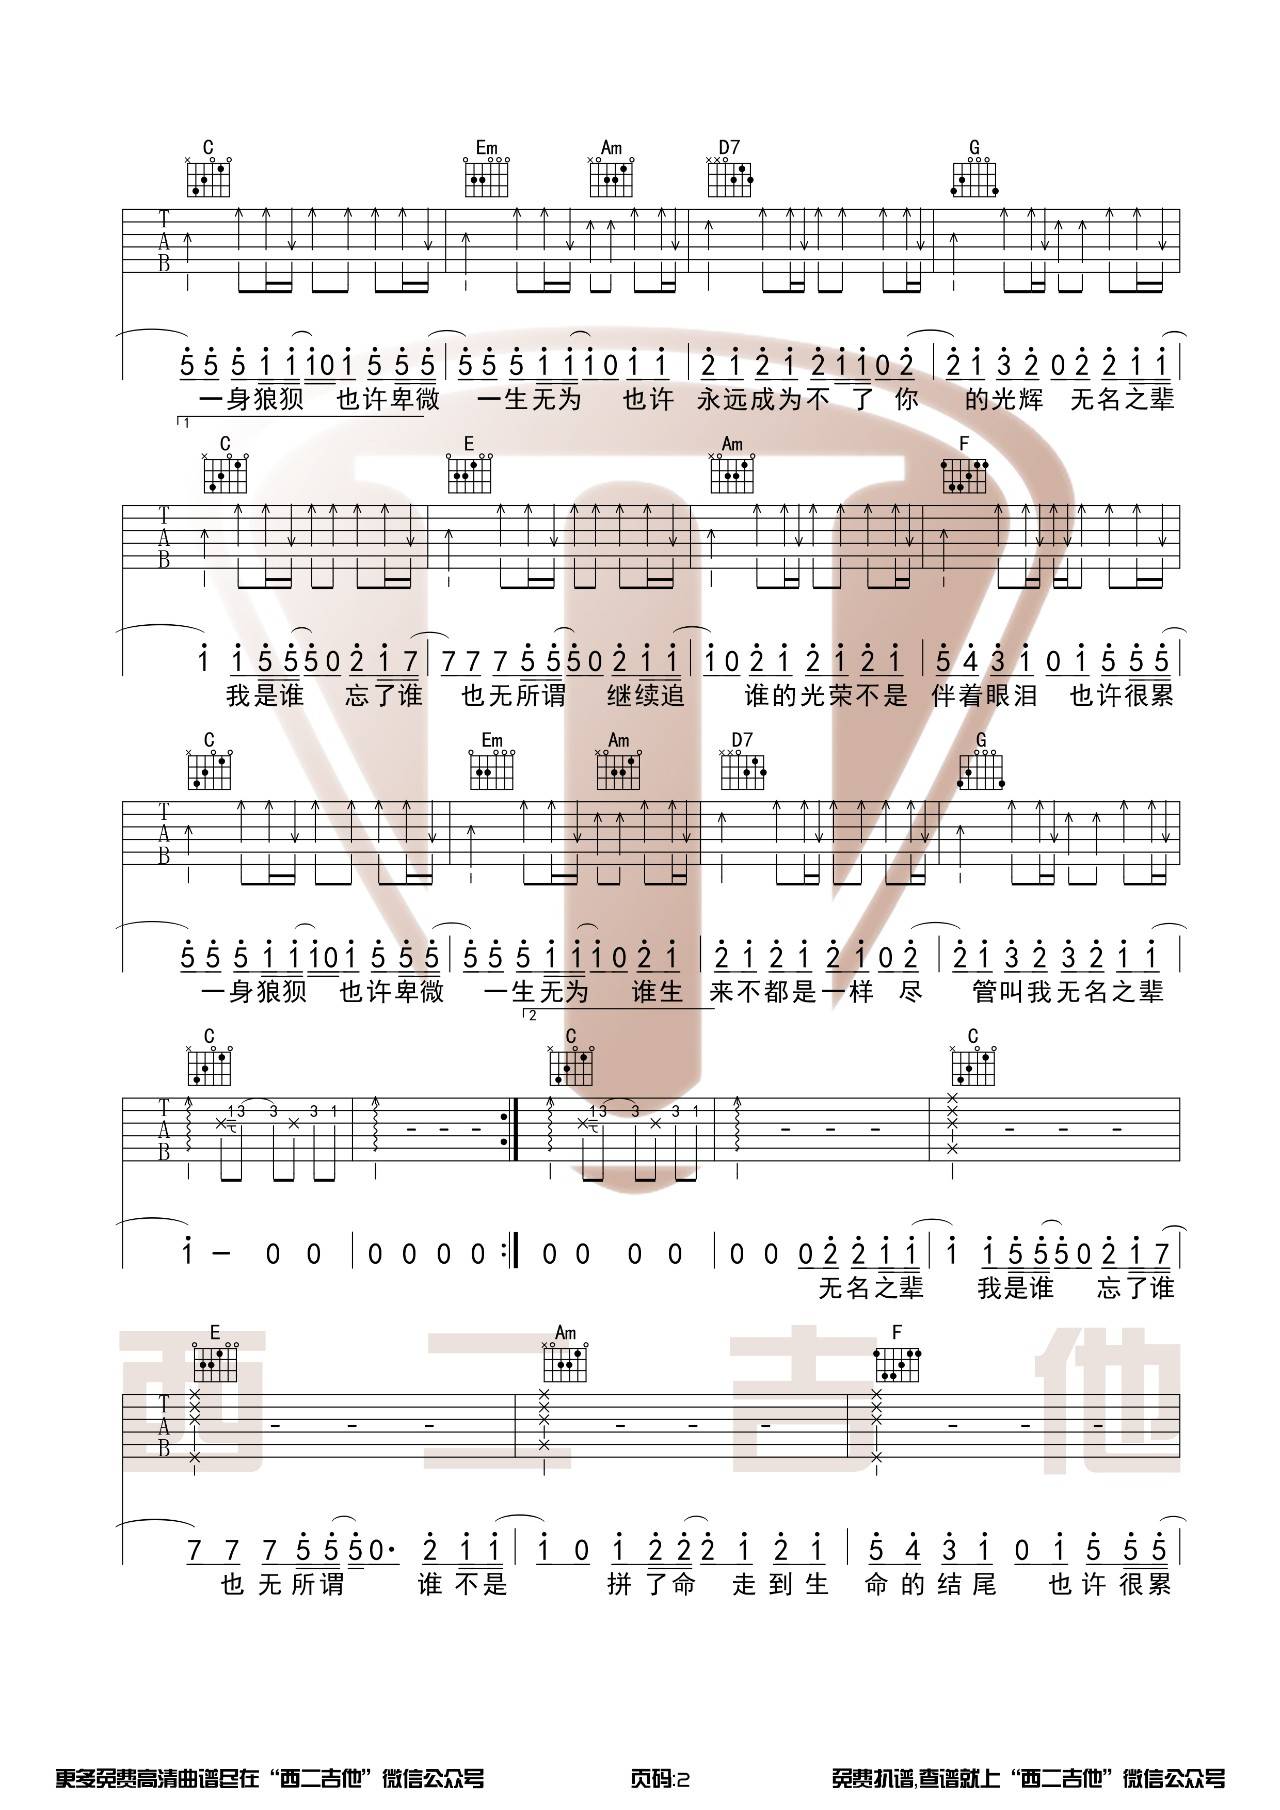 C Em Am D7 G
T
A
B
5 5 5 1 1 1 0 1 5 5 5 5 5 5 1 1 1 0 1 1 2 1 2 1 2 1 1 0 2 2 1 3 2 0 2 2 1 1
一身狼狈 也许卑微 一生无为 也许 永远成为不 了 你 的光辉 无名之辈
1
C E Am F
T
A
B
1 1 5 5 5 0 2 1 7 7 7 7 5 5 5 0 2 1 1 1 0 2 1 2 1 2 1 5 4 3 1 0 1 5 5 5
我是谁 忘了谁 也无所谓 继续追 谁的光荣不是 伴着眼泪 也许很累
C Em Am D7 G
T
A
B
5 5 5 1 1 1 0 1 5 5 5 5 5 5 1 1 1 0 2 1 2 1 2 1 2 1 0 2 2 1 3 2 3 2 1 1
一身狼狈 也许卑微 一生无为 谁生 来不都是一样 尽 管叫我无名之辈
2
C C C
T
A
B
1 3 3 3 1 - - - 1 3 3 3 1 - - - - - -
1 – 0 0 0 0 0 0 0 0 0 0 0 0 0 2 2 1 1 1 1 5 5 5 0 2 1 7
无名之辈 我是谁 忘了谁
E Am F
T
A
B
- - - - - - - - -
7 7 7 5 5 5 0· 2 1 1 1 0 1 2 2 2 1 2 1 5 4 3 1 0 1 5 5 5
也无所谓 谁不是 拼了命 走到生 命的结尾 也许很累
西二吉他
更多免费高清曲谱尽在“西二吉他”微信公众号 页码:2 免费扒谱,查谱就上“西二吉他”微信公众号